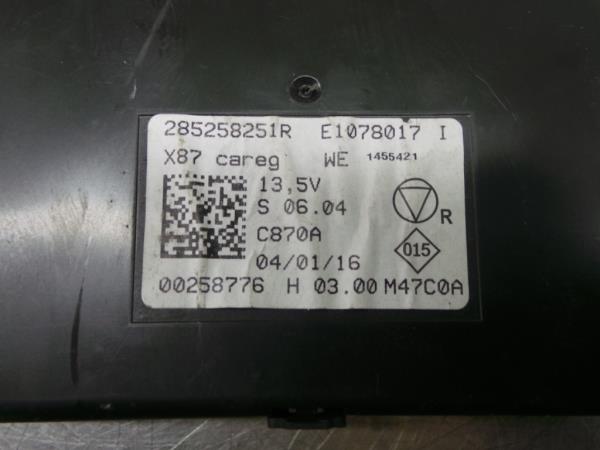 285258251R E1078017 I
X87 careg WE 1455421
13,5V
S 06.04
R
C870A
015
04/01/16
00258776 H 03.00 M47C0A